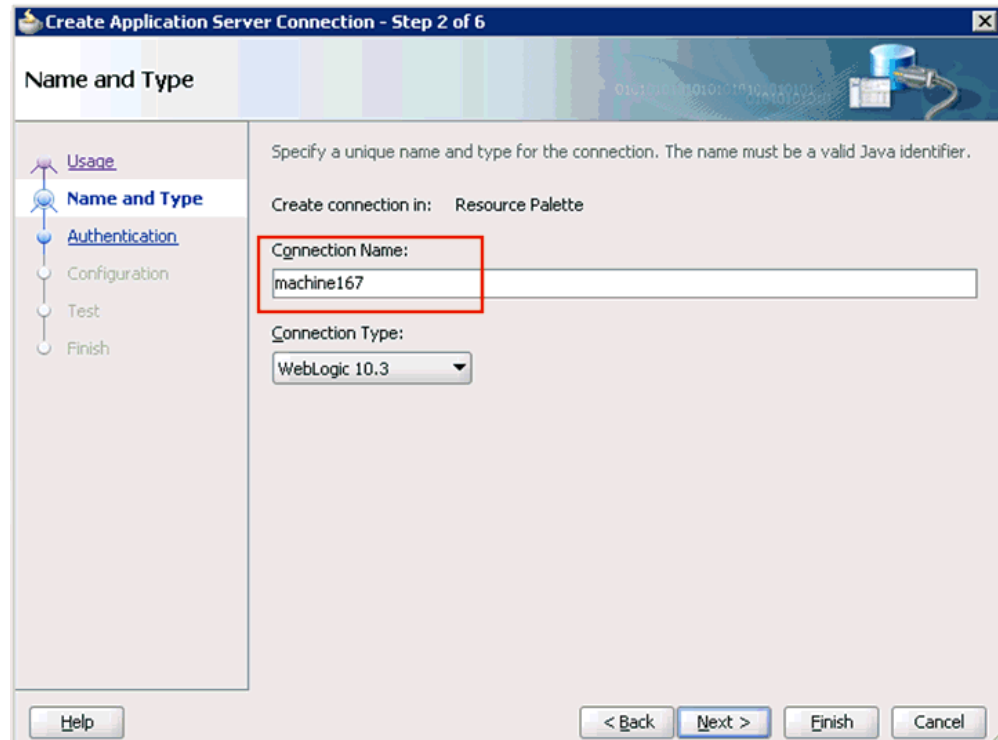 Create Application Server Connection - Step 2 of 6
Name and Type
Usage
Name and Type
Authentication
Configuration
Test
Finish
Specify a unique name and type for the connection. The name must be a valid Java identifier.
Create connection in: Resource Palette
Connection Name:
machine167
Connection Type:
WebLogic 10.3
Help
< Back
Next >
Finish
Cancel